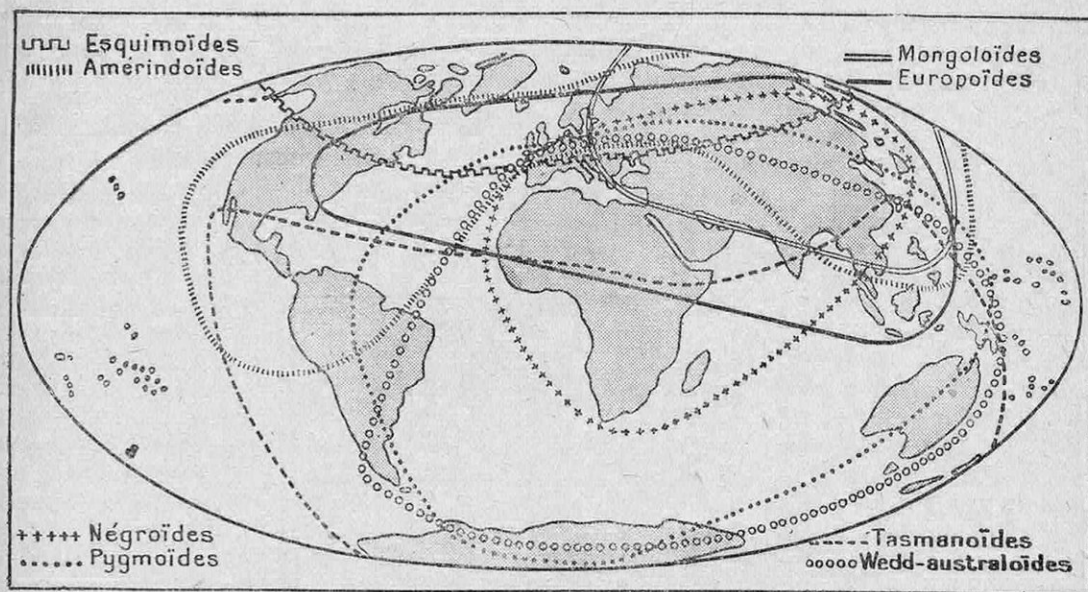 Esquimoïdes
Amérindoïdes
Mongoloïdes
Europoïdes
Négroïdes
Pygmoïdes
Tasmanoïdes
Wedd-australoïdes